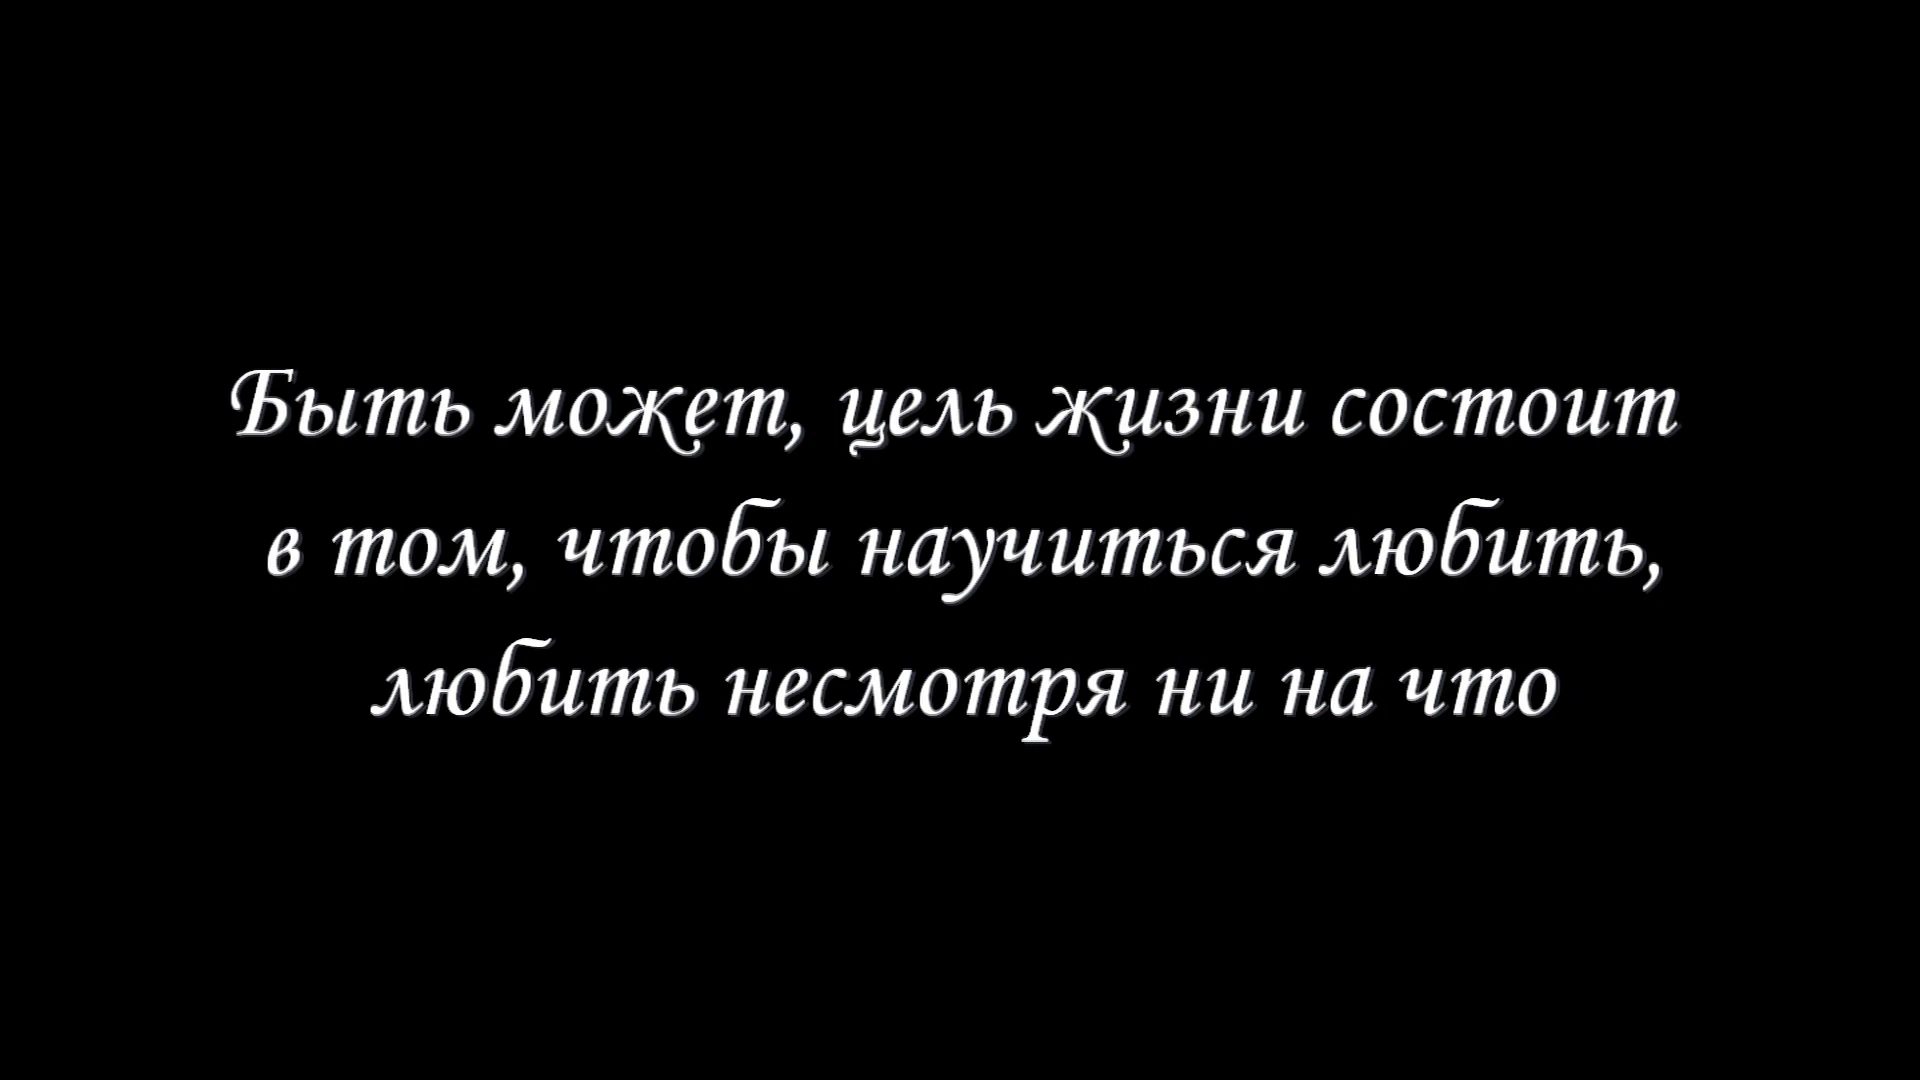 Быть может, цель жизни состоит
в том, чтобы научиться любить,
любить несмотря ни на что